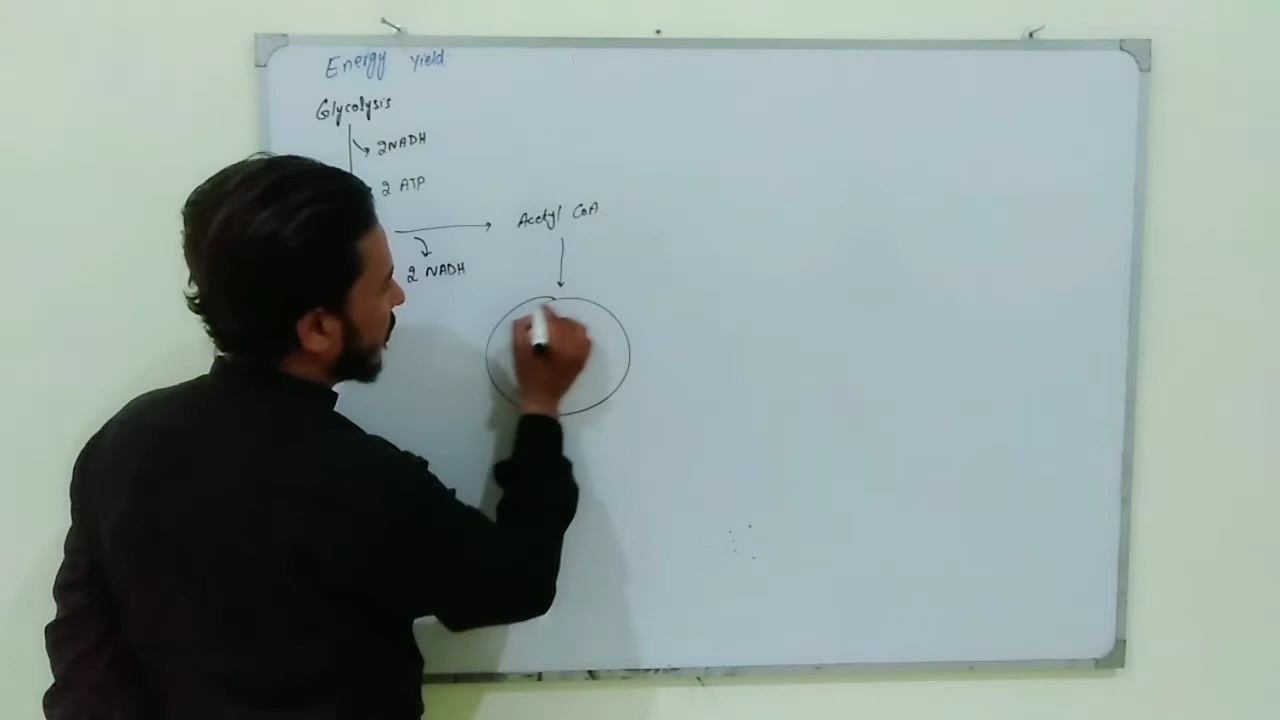 Energy Yield
Glycolysis
2NADH
2 ATP
Acetyl CoA
2 NADH